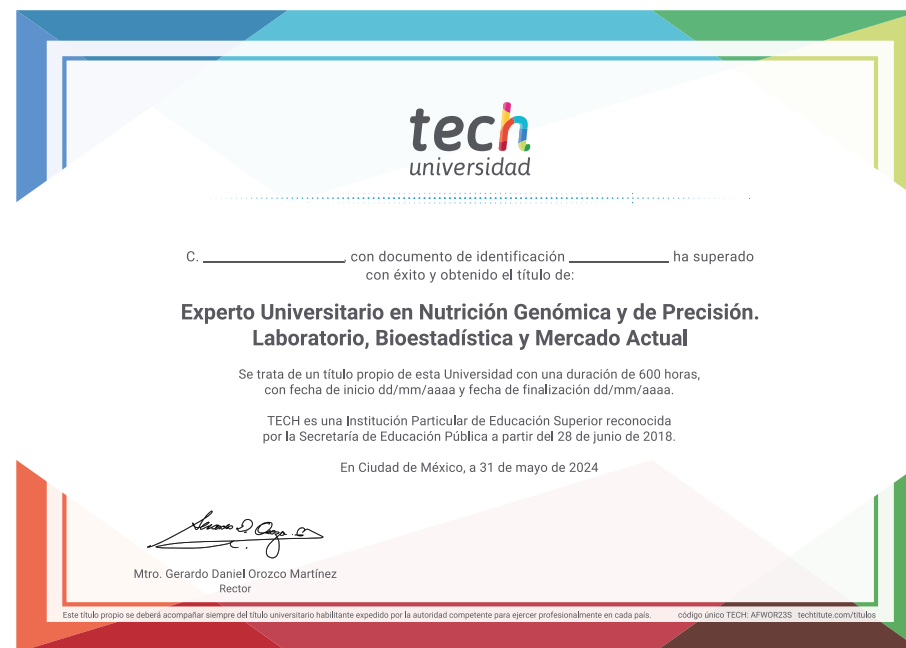 tech
universidad
C. ____________________, con documento de identificación ______________ ha superado
con éxito y obtenido el título de:
Experto Universitario en Nutrición Genómica y de Precisión.
Laboratorio, Bioestadística y Mercado Actual
Se trata de un título propio de esta Universidad con una duración de 600 horas,
con fecha de inicio dd/mm/aaaa y fecha de finalización dd/mm/aaaa.
TECH es una Institución Particular de Educación Superior reconocida
por la Secretaría de Educación Pública a partir del 28 de junio de 2018.
En Ciudad de México, a 31 de mayo de 2024
Mtro. Gerardo Daniel Orozco Martínez
Rector
Este título propio se deberá acompañar siempre del título universitario habilitante expedido por la autoridad competente para ejercer profesionalmente en cada país. código único TECH: AFWOR23S techtitute.com/titulos